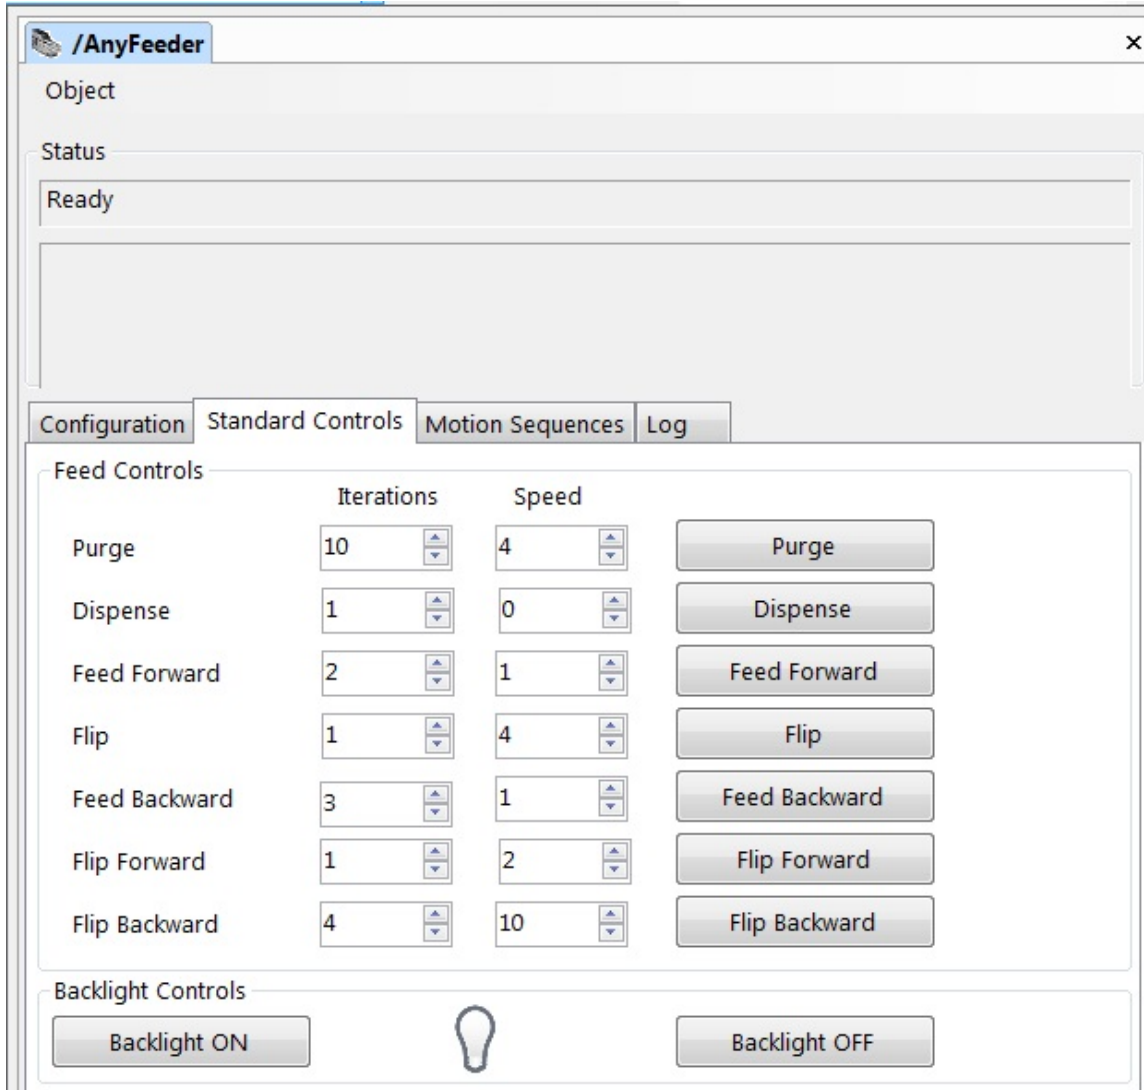 /AnyFeeder
Object
Status
Ready
Configuration Standard Controls Motion Sequences Log
Feed Controls
Iterations Speed
Purge 10 4 Purge
Dispense 1 0 Dispense
Feed Forward 2 1 Feed Forward
Flip 1 4 Flip
Feed Backward 3 1 Feed Backward
Flip Forward 1 2 Flip Forward
Flip Backward 4 10 Flip Backward
Backlight Controls
Backlight ON Backlight OFF